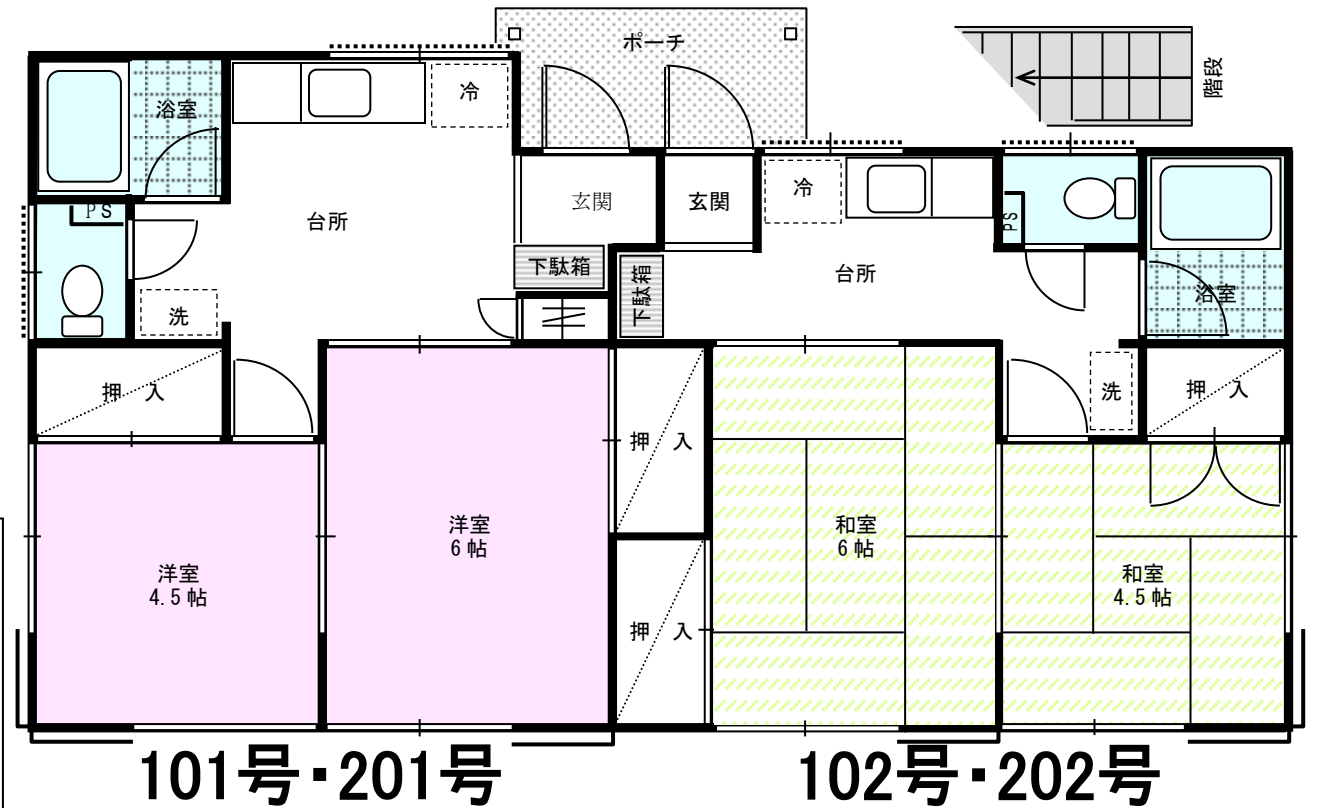 ポーチ
階段
浴室
冷
玄関
玄関
冷
PS
台所
PS
台所
浴室
下駄箱
下駄箱
洗
押入
押入
押入
洗
押入
洋室
6帖
和室
6帖
洋室
4.5帖
和室
4.5帖
101号・201号
102号・202号